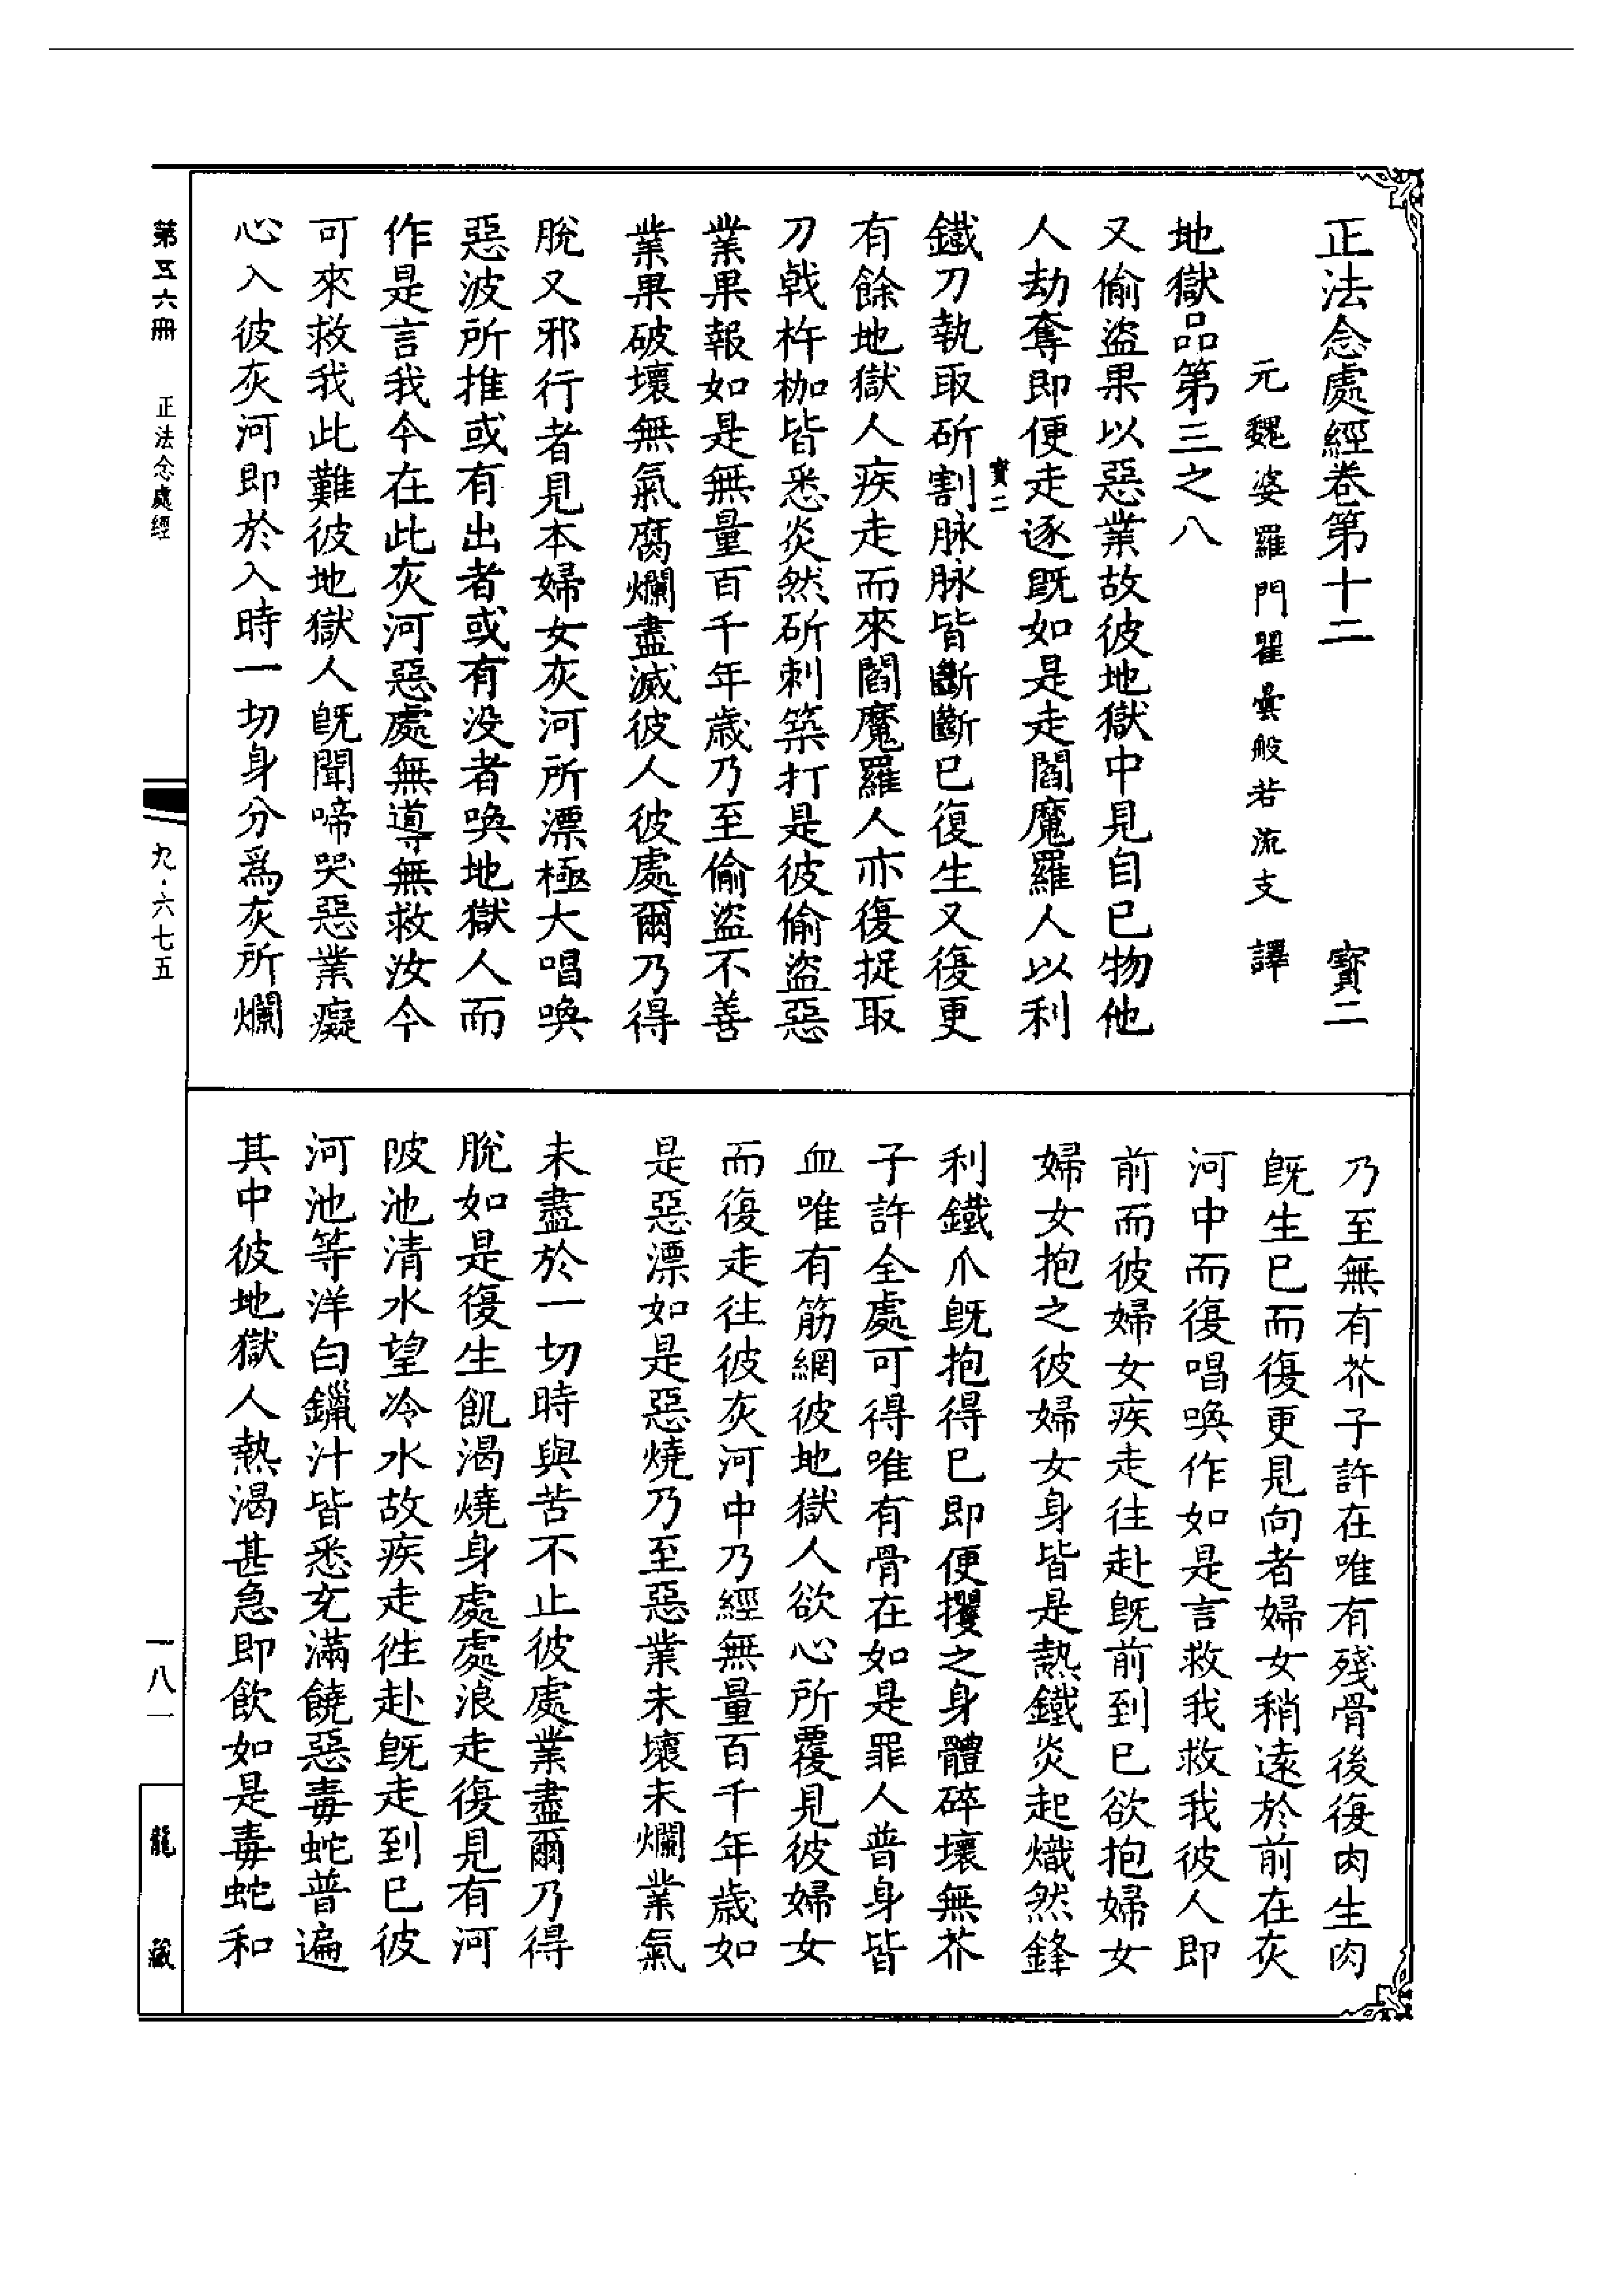 正法念處經卷第十二 寶二
元魏婆羅門瞿曇般若流支 譯
地獄品第三之八
又偷盜果以惡業故彼地獄中見自已物他
人劫奪即便走逐旣如是走閻魔羅人以利
寶二
鐵刀執取斫割脉脉皆斷斷已復生又復更
有餘地獄人疾走而來閻魔羅人亦復捉取
刀戟杵枷皆悉炎然斫刺築打是彼偷盜惡
業果報如是無量百千年歲乃至偷盜不善
業果破壞無氣腐爛盡滅彼人彼處爾乃得
脫又邪行者見本婦女灰河所漂極大唱喚
惡波所推或有出者或有没者喚地獄人而
作是言我今在此灰河惡處無導無救汝今
可來救我此難彼地獄人旣聞啼哭惡業癡
心入彼灰河即於入時一切身分爲灰所爛
乃至無有芥子許在唯有殘骨後復肉生肉
旣生已而復更見向者婦女稍遠於前在灰
河中而復唱喚作如是言救我救我彼人即
前而彼婦女疾走往赴旣前到已欲抱婦女
婦女抱之彼婦女身皆是熱鐵炎起熾然鋒
利鐵爪旣抱得已即便攫之身體碎壞無芥
子許全處可得唯有骨在如是罪人普身皆
血唯有筋網彼地獄人欲心所覆見彼婦女
而復走往彼灰河中乃經無量百千年歲如
是惡漂如是惡燒乃至惡業未壞未爛業氣
未盡於一切時與苦不止彼處業盡爾乃得
脫如是復生飢渴燒身處處浪走復見有河
陂池清水望冷水故疾走往赴旣走到已彼
河池等洋白鑞汁皆悉充滿饒惡毒蛇普遍
其中彼地獄人熱渴甚急即飲如是毒蛇和
第五六冊 正法念處經
九·六七五
一八一
龍藏